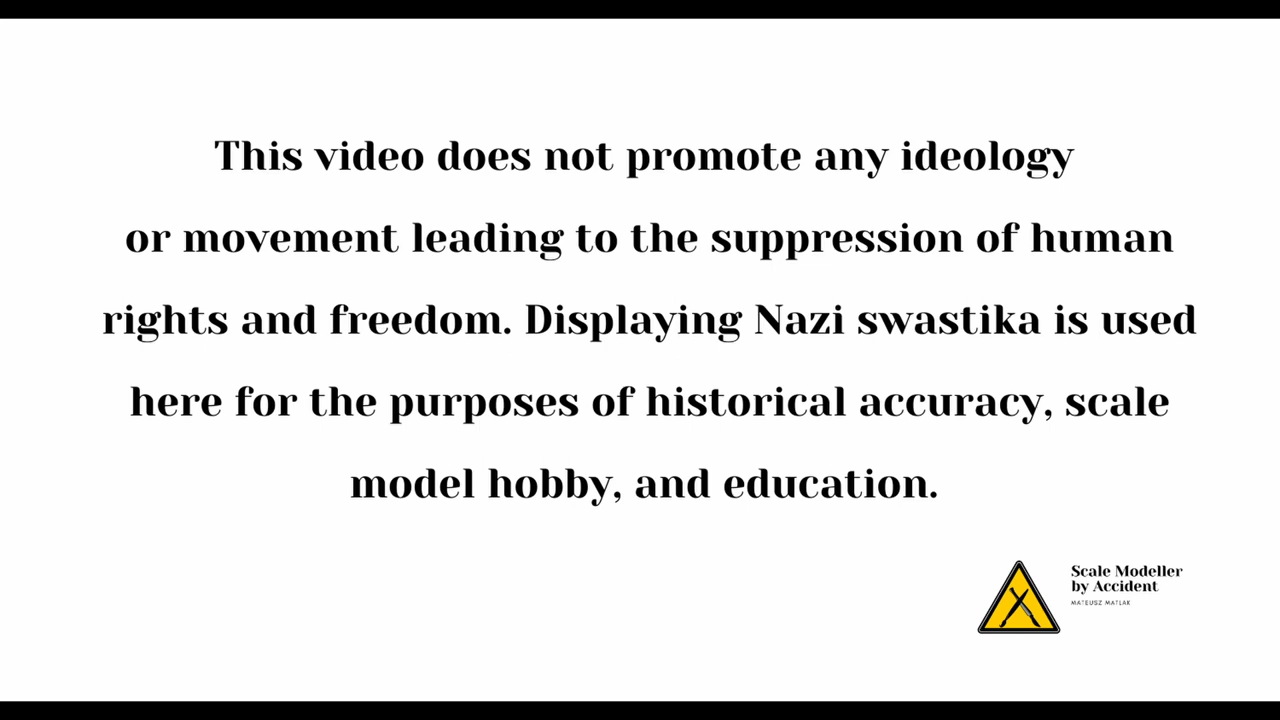 This video does not promote any ideology
or movement leading to the suppression of human
rights and freedom. Displaying Nazi swastika is used
here for the purposes of historical accuracy, scale
model hobby, and education.
Scale Modeller
by Accident
MATEUSZ MATLAK